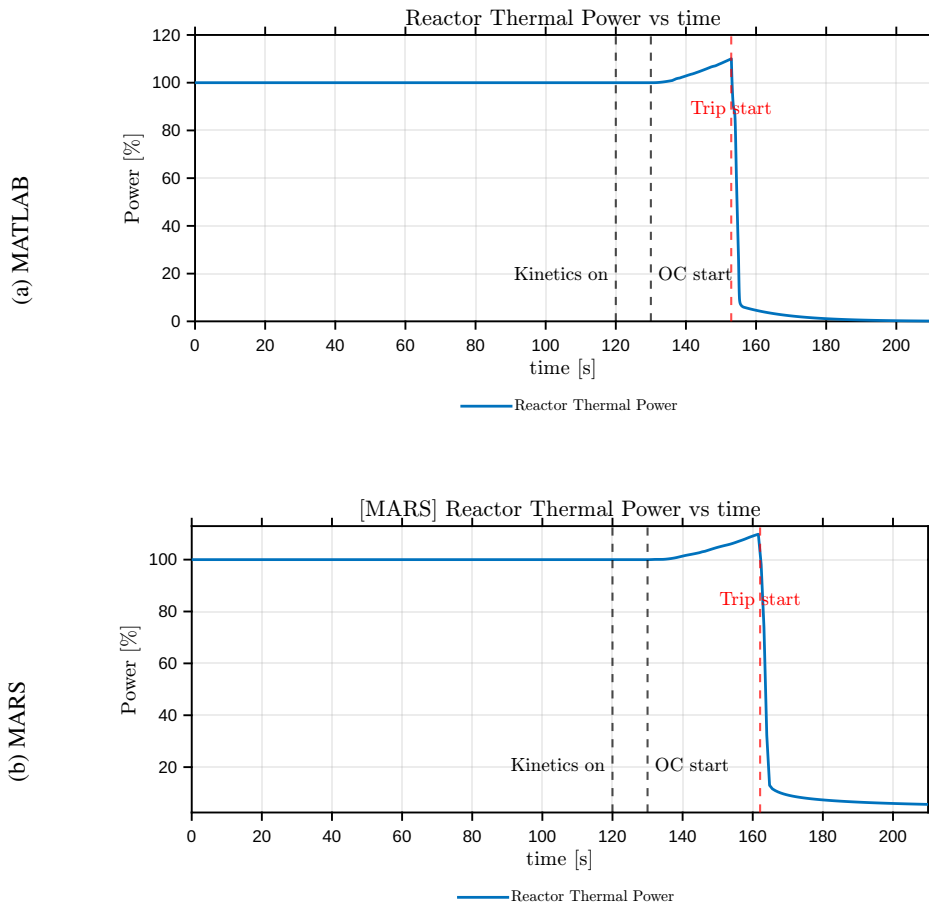 Reactor Thermal Power vs time
120
100
80
60
40
20
0
Power [%]
(a) MATLAB
Trip start
Kinetics on
OC start
0 20 40 60 80 100 120 140 160 180 200
time [s]
Reactor Thermal Power
[MARS] Reactor Thermal Power vs time
100
80
60
40
20
Power [%]
(b) MARS
Trip start
Kinetics on
OC start
0 20 40 60 80 100 120 140 160 180 200
time [s]
Reactor Thermal Power